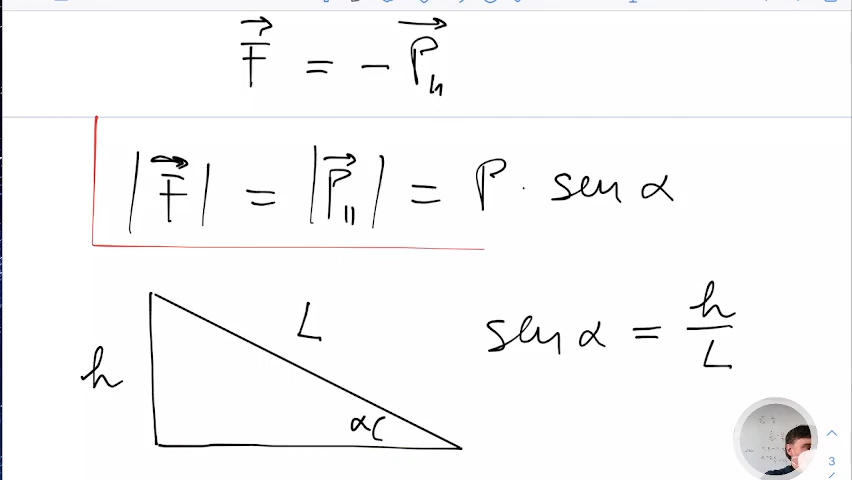 F⃗ = − P⃗₍₎
|F⃗| = |P⃗∥| = P · sen α
L
sen α = h/L
h
α
3